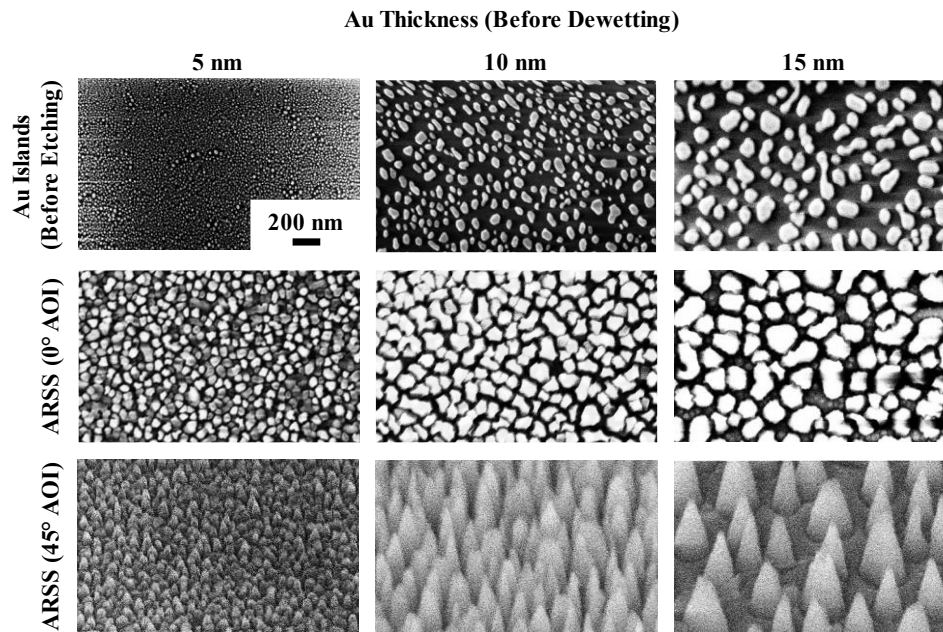 Au Thickness (Before Dewetting)
5 nm
10 nm
15 nm
Au Islands
(Before Etching)
200 nm
ARSS (0° AOI)
ARSS (45° AOI)